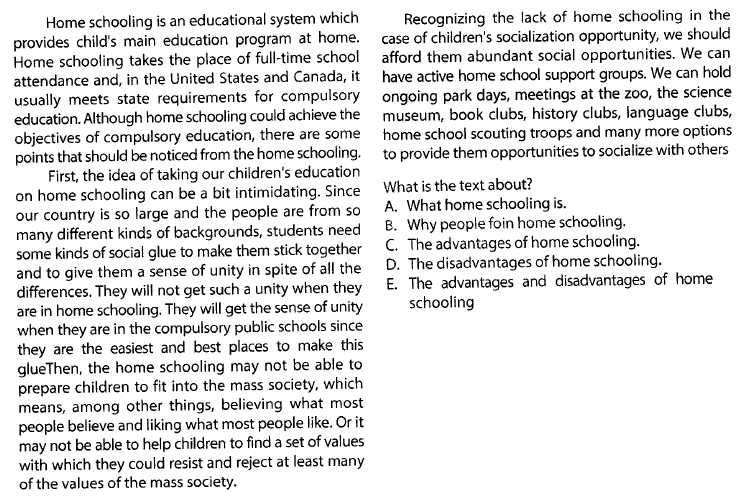 Home schooling is an educational system which
provides child's main education program at home.
Home schooling takes the place of full-time school
attendance and, in the United States and Canada, it
usually meets state requirements for compulsory
education. Although home schooling could achieve the
objectives of compulsory education, there are some
points that should be noticed from the home schooling.
First, the idea of taking our children's education
on home schooling can be a bit intimidating. Since
our country is so large and the people are from so
many different kinds of backgrounds, students need
some kinds of social glue to make them stick together
and to give them a sense of unity in spite of all the
differences. They will not get such a unity when they
are in home schooling. They will get the sense of unity
when they are in the compulsory public schools since
they are the easiest and best places to make this
glueThen, the home schooling may not be able to
prepare children to fit into the mass society, which
means, among other things, believing what most
people believe and liking what most people like. Or it
may not be able to help children to find a set of values
with which they could resist and reject at least many
of the values of the mass society.
Recognizing the lack of home schooling in the
case of children's socialization opportunity, we should
afford them abundant social opportunities. We can
have active home school support groups. We can hold
ongoing park days, meetings at the zoo, the science
museum, book clubs, history clubs, language clubs,
home school scouting troops and many more options
to provide them opportunities to socialize with others
What is the text about?
A. What home schooling is.
B. Why people foin home schooling.
C. The advantages of home schooling.
D. The disadvantages of home schooling.
E. The advantages and disadvantages of home
schooling